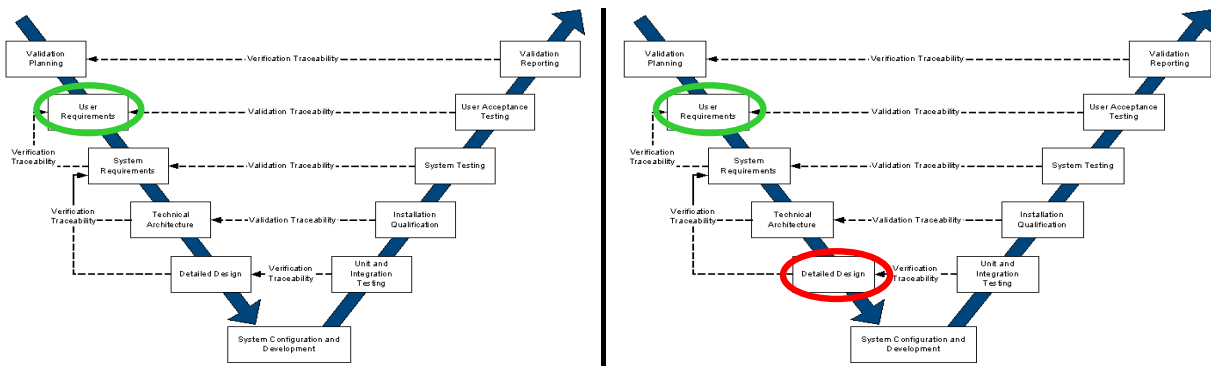 Validation
Planning
Verification Traceability
Validation
Reporting
User
Requirements
Validation Traceability
User Acceptance
Testing
Verification
Traceability
System
Requirements
Validation Traceability
System Testing
Verification
Traceability
Technical
Architecture
Validation Traceability
Installation
Qualification
Detailed Design
Verification
Traceability
Unit and
Integration
Testing
System Configuration and
Development
Validation
Planning
Verification Traceability
Validation
Reporting
User
Requirements
Validation Traceability
User Acceptance
Testing
Verification
Traceability
System
Requirements
Validation Traceability
System Testing
Verification
Traceability
Technical
Architecture
Validation Traceability
Installation
Qualification
Detailed Design
Verification
Traceability
Unit and
Integration
Testing
System Configuration and
Development